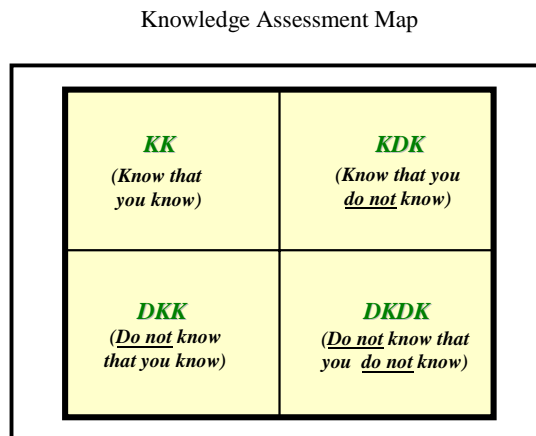 Knowledge Assessment Map
KK
(Know that
you know)
KDK
(Know that you
do not know)
DKK
(Do not know
that you know)
DKDK
(Do not know that
you do not know)